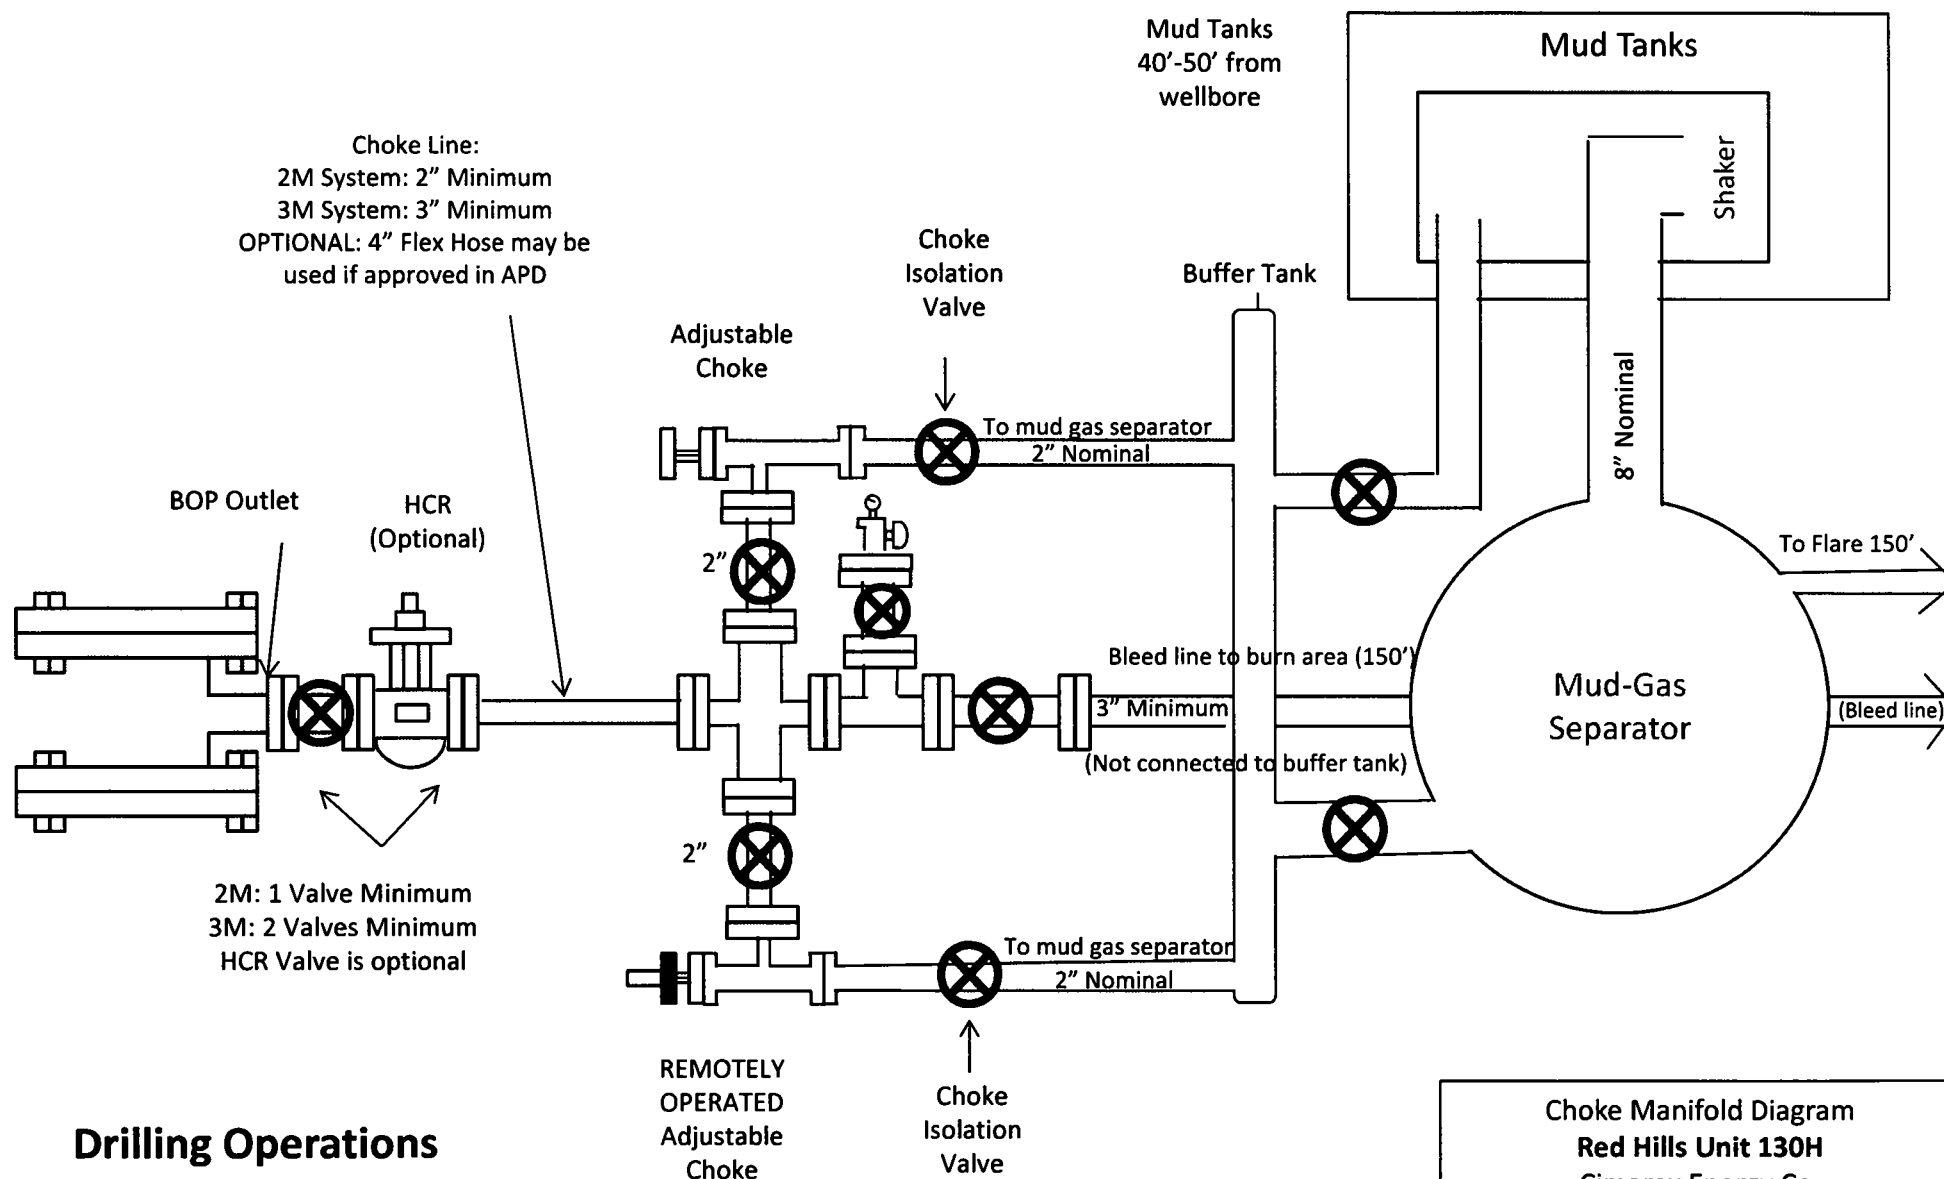 Mud Tanks
40'-50' from
wellbore
Mud Tanks
Shaker
Choke Line:
2M System: 2” Minimum
3M System: 3” Minimum
OPTIONAL: 4” Flex Hose may be
used if approved in APD
Choke
Isolation
Valve
Buffer Tank
Adjustable
Choke
8” Nominal
To mud gas separator
2” Nominal
BOP Outlet
HCR
(Optional)
2”
To Flare 150'
Bleed line to burn area (150')
3” Minimum
(Not connected to buffer tank)
Mud-Gas
Separator
(Bleed line)
2”
2M: 1 Valve Minimum
3M: 2 Valves Minimum
HCR Valve is optional
To mud gas separator
2” Nominal
REMOTELY
OPERATED
Adjustable
Choke
Choke
Isolation
Valve
Drilling Operations
Choke Manifold Diagram
Red Hills Unit 130H